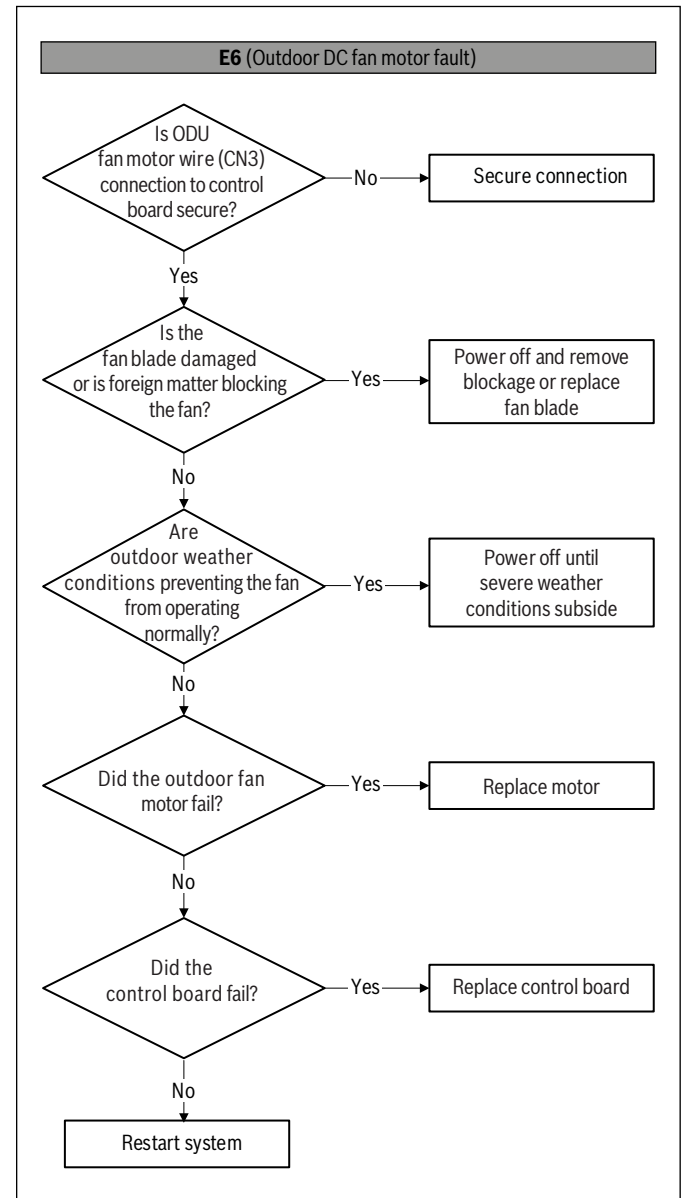 E6 (Outdoor DC fan motor fault)
Is ODU
fan motor wire (CN3)
connection to control
board secure?
No
Secure connection
Yes
Is the
fan blade damaged
or is foreign matter blocking
the fan?
Yes
Power off and remove
blockage or replace
fan blade
No
Are
outdoor weather
conditions preventing the fan
from operating
normally?
Yes
Power off until
severe weather
conditions subside
No
Did the outdoor fan
motor fail?
Yes
Replace motor
No
Did the
control board fail?
Yes
Replace control board
No
Restart system